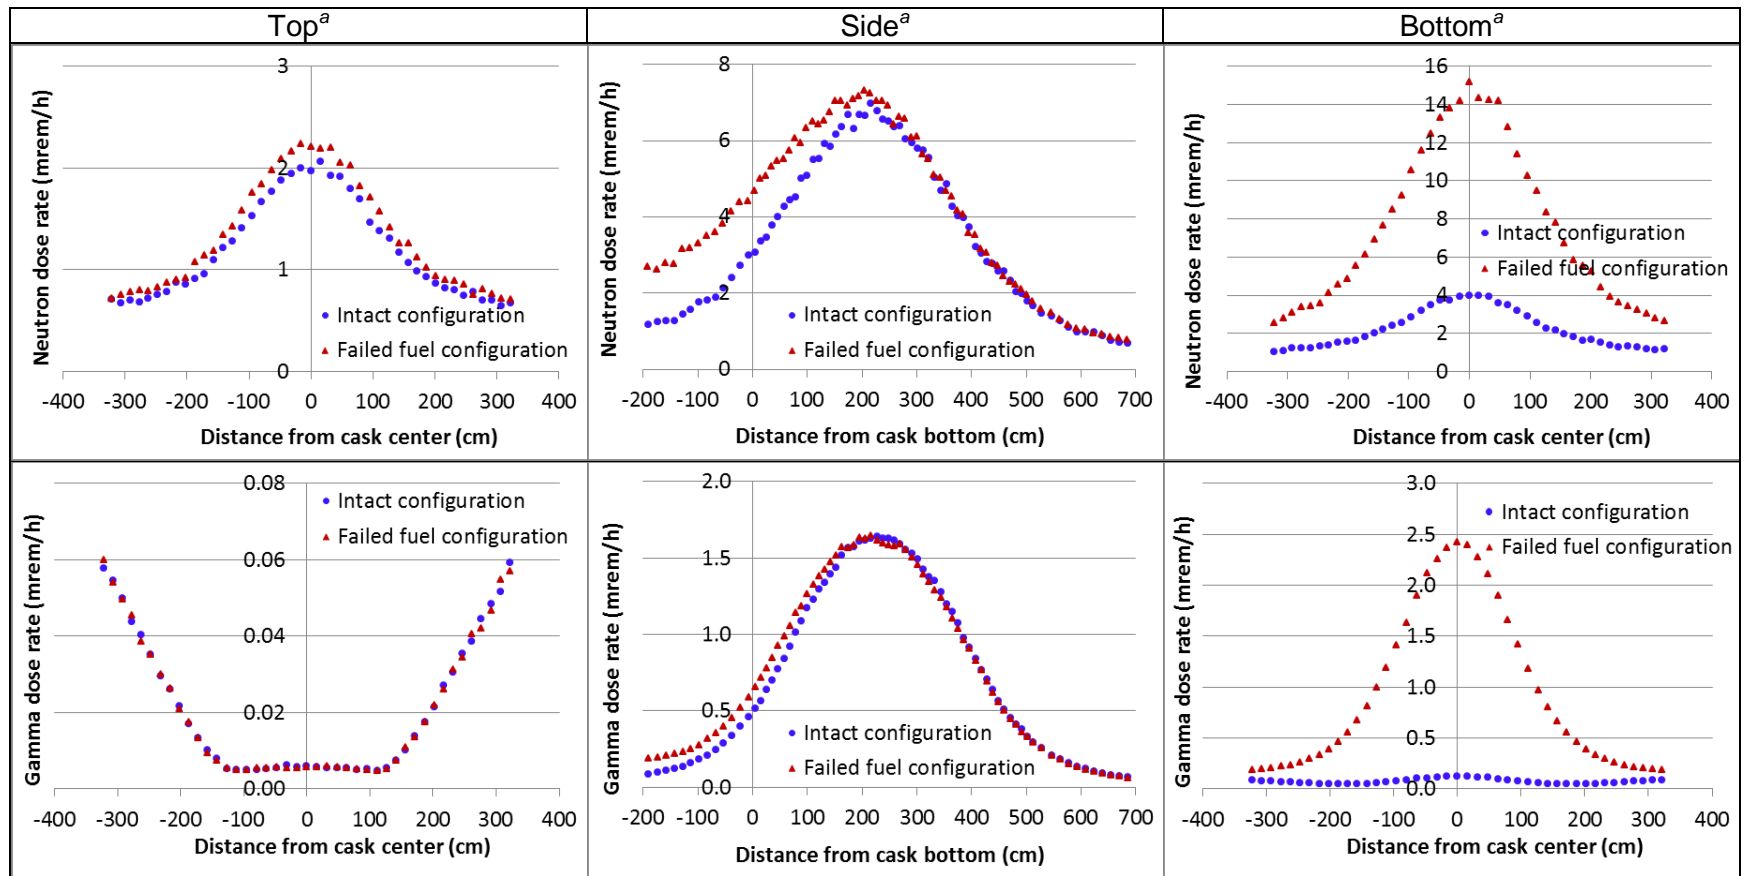 Topᵃ
Sideᵃ
Bottomᵃ
Neutron dose rate (mrem/h)
3
2
1
0
-400 -300 -200 -100 0 100 200 300 400
Distance from cask center (cm)
Intact configuration
Failed fuel configuration
Neutron dose rate (mrem/h)
8
6
4
2
0
-200 -100 0 100 200 300 400 500 600 700
Distance from cask bottom (cm)
Intact configuration
Failed fuel configuration
Neutron dose rate (mrem/h)
16
14
12
10
8
6
4
2
0
-400 -300 -200 -100 0 100 200 300 400
Distance from cask center (cm)
Intact configuration
Failed fuel configuration
Gamma dose rate (mrem/h)
0.08
0.06
0.04
0.02
0.00
-400 -300 -200 -100 0 100 200 300 400
Distance from cask center (cm)
Intact configuration
Failed fuel configuration
Gamma dose rate (mrem/h)
2.0
1.5
1.0
0.5
0.0
-200 -100 0 100 200 300 400 500 600 700
Distance from cask bottom (cm)
Intact configuration
Failed fuel configuration
Gamma dose rate (mrem/h)
3.0
2.5
2.0
1.5
1.0
0.5
0.0
-400 -300 -200 -100 0 100 200 300 400
Distance from cask center (cm)
Intact configuration
Failed fuel configuration